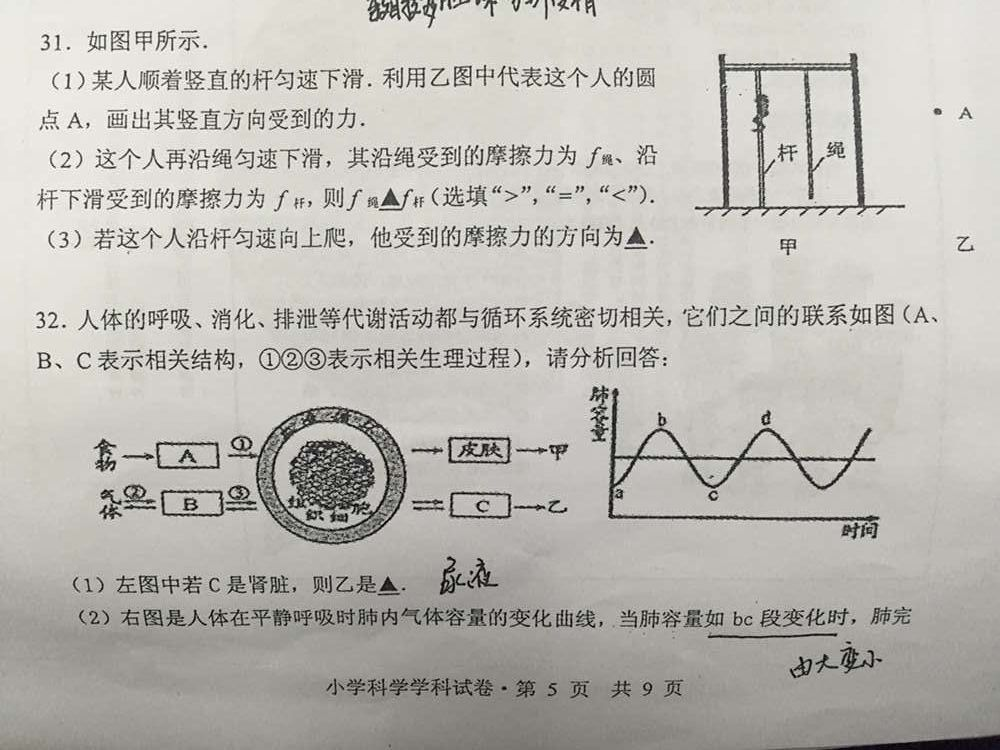 31. 如图甲所示.
(1)某人顺着竖直的杆匀速下滑. 利用乙图中代表这个人的圆
点 A，画出其竖直方向受到的力.
(2) 这个人再沿绳匀速下滑，其沿绳受到的摩擦力为 f绳、沿
杆下滑受到的摩擦力为 f杆，则 f绳▲f杆(选填“>”,“=”,“<”).
(3) 若这个人沿杆匀速向上爬，他受到的摩擦力的方向为▲.
杆
绳
A
甲
乙
32. 人体的呼吸、消化、排泄等代谢活动都与循环系统密切相关, 它们之间的联系如图 (A、
B、C 表示相关结构，①②③表示相关生理过程)，请分析回答:
食物
A
①
气体
②
B
③
组织细胞
皮肤
甲
C
乙
肺容量
a
b
c
d
时间
(1) 左图中若 C 是肾脏，则乙是▲. 尿液
(2) 右图是人体在平静呼吸时肺内气体容量的变化曲线，当肺容量如 bc 段变化时，肺完
由大变小
小学科学学科试卷·第 5 页 共 9 页